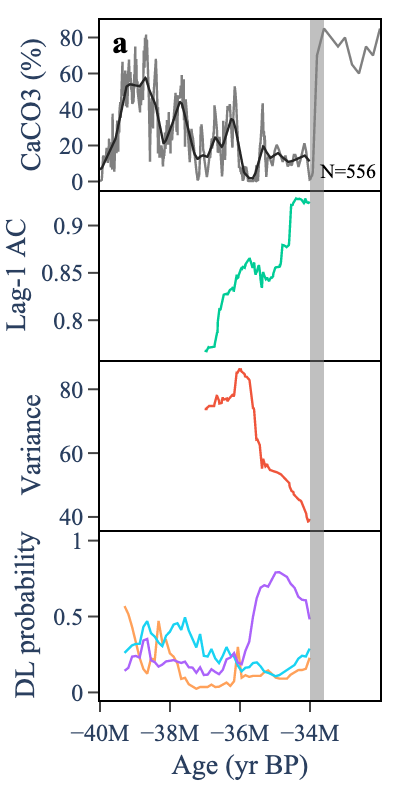 a
CaCO3 (%)
80
60
40
20
0
N=556
Lag-1 AC
0.9
0.85
0.8
Variance
80
60
40
DL probability
1
0.5
0
−40M −38M −36M −34M
Age (yr BP)